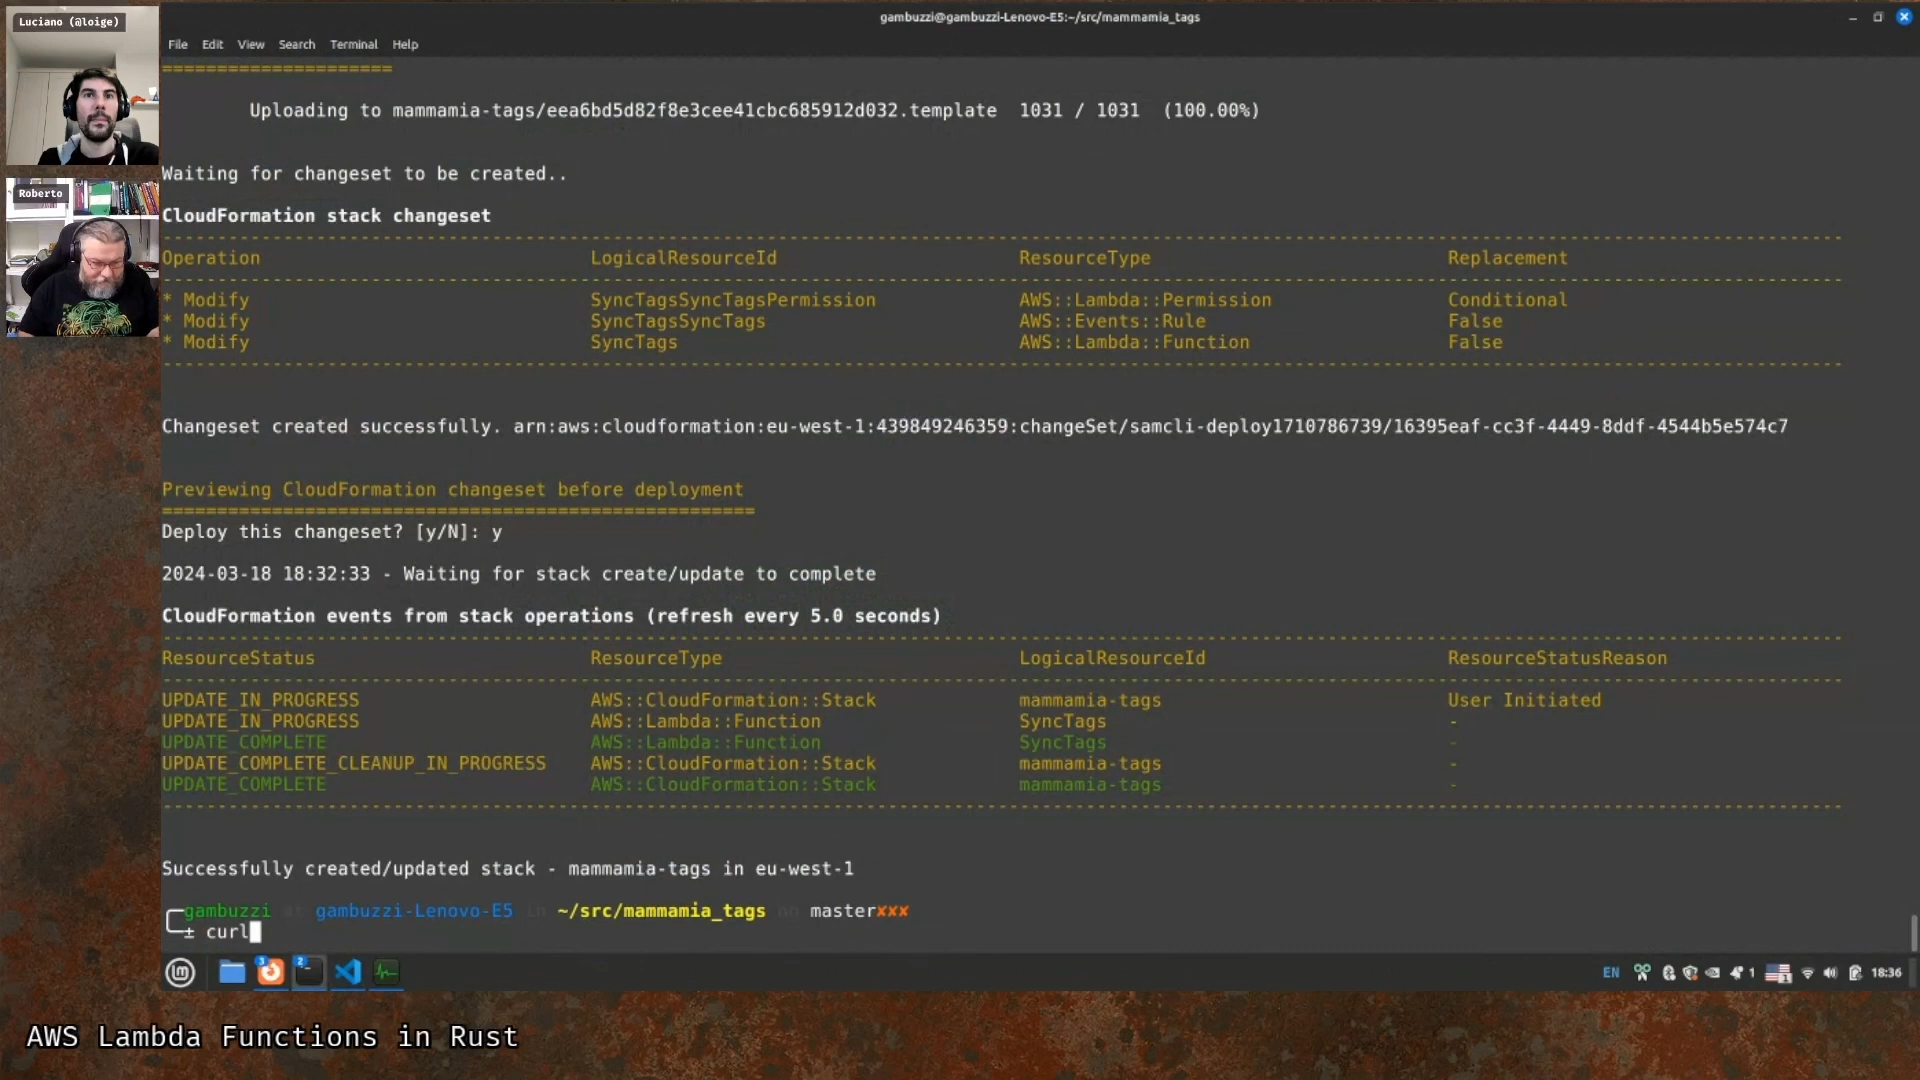 Luciano (@loige)
Roberto
gambuzzi@gambuzzi-Lenovo-E5:~/src/mammamia_tags
File Edit View Search Terminal Help
=====================
Uploading to mammamia-tags/eea6bd5d82f8e3cee41cbc685912d032.template 1031 / 1031 (100.00%)
Waiting for changeset to be created..
CloudFormation stack changeset
Operation LogicalResourceId ResourceType Replacement
* Modify SyncTagsSyncTagsPermission AWS::Lambda::Permission Conditional
* Modify SyncTagsSyncTags AWS::Events::Rule False
* Modify SyncTags AWS::Lambda::Function False
Changeset created successfully. arn:aws:cloudformation:eu-west-1:439849246359:changeSet/samcli-deploy1710786739/16395eaf-cc3f-4449-8ddf-4544b5e574c7
Previewing CloudFormation changeset before deployment
======================================================
Deploy this changeset? [y/N]: y
2024-03-18 18:32:33 - Waiting for stack create/update to complete
CloudFormation events from stack operations (refresh every 5.0 seconds)
ResourceStatus ResourceType LogicalResourceId ResourceStatusReason
UPDATE_IN_PROGRESS AWS::CloudFormation::Stack mammamia-tags User Initiated
UPDATE_IN_PROGRESS AWS::Lambda::Function SyncTags -
UPDATE_COMPLETE AWS::Lambda::Function SyncTags -
UPDATE_COMPLETE_CLEANUP_IN_PROGRESS AWS::CloudFormation::Stack mammamia-tags -
UPDATE_COMPLETE AWS::CloudFormation::Stack mammamia-tags -
Successfully created/updated stack - mammamia-tags in eu-west-1
gambuzzi at gambuzzi-Lenovo-E5 in ~/src/mammamia_tags on master✘✘✘
± curl
3 2 EN 1 18:36
AWS Lambda Functions in Rust